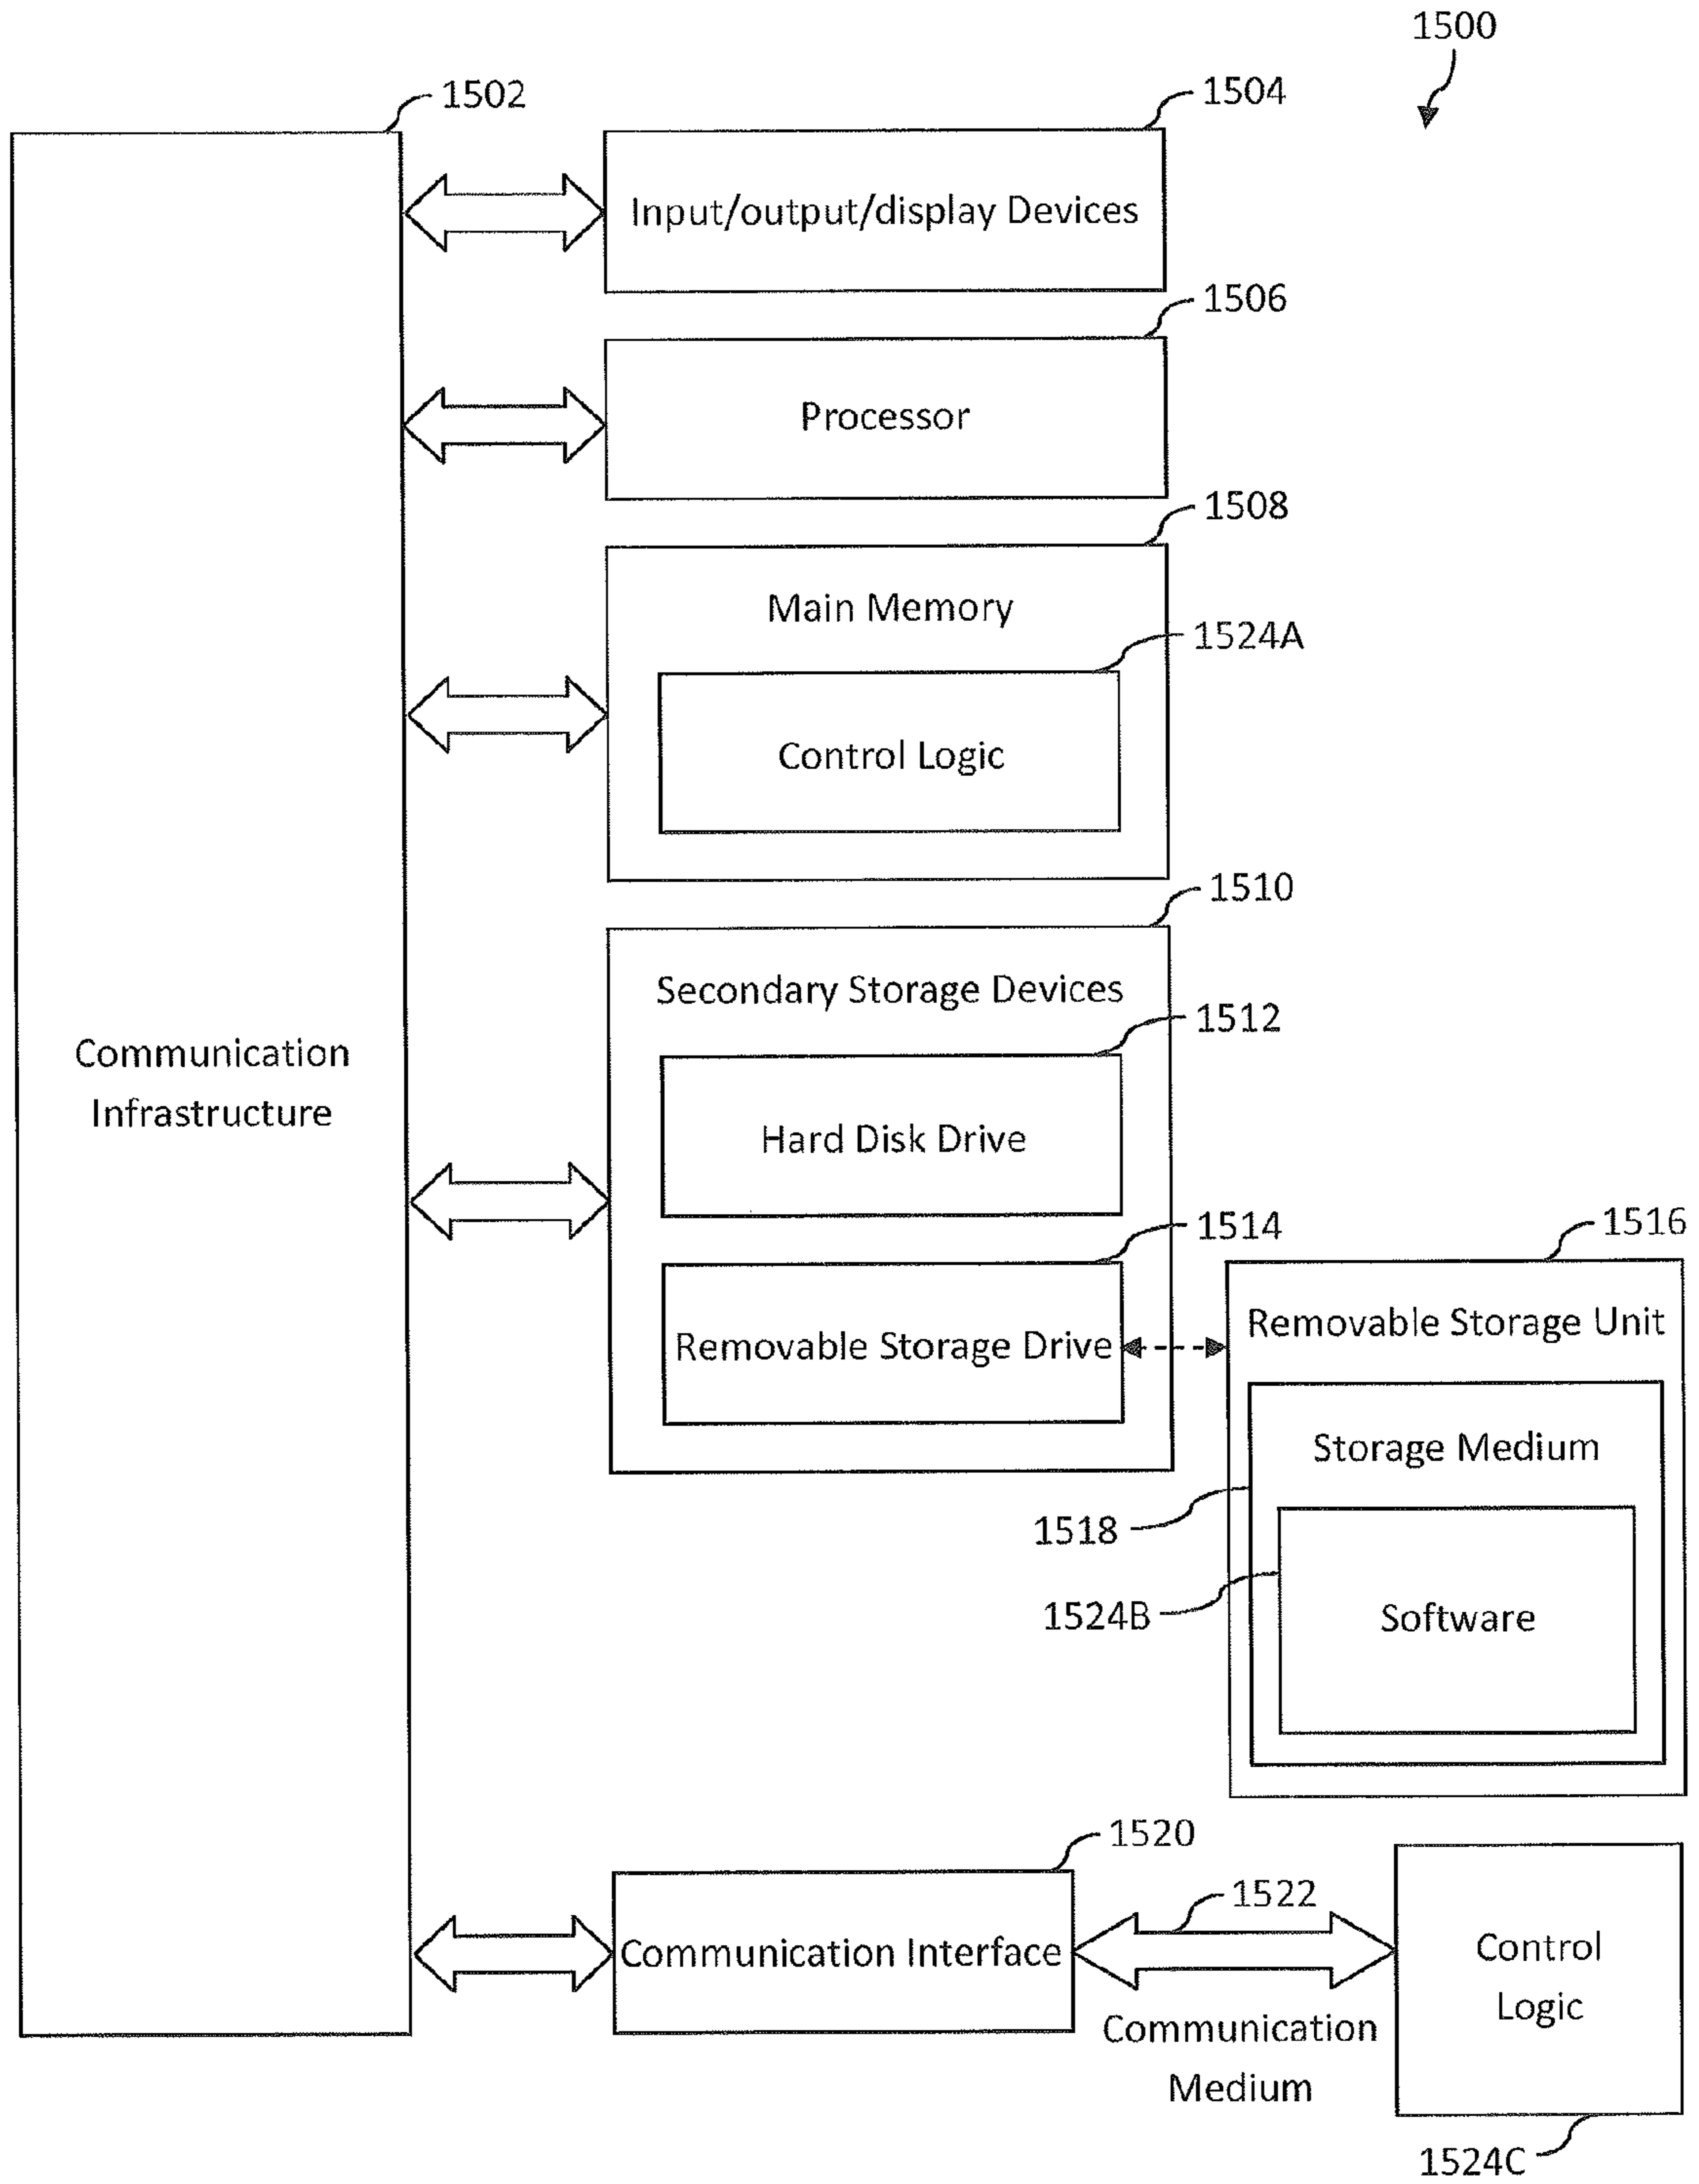 1500
1502
1504
Input/output/display Devices
1506
Processor
1508
Main Memory
1524A
Control Logic
1510
Secondary Storage Devices
1512
Communication
Infrastructure
Hard Disk Drive
1514
1516
Removable Storage Unit
Removable Storage Drive
Storage Medium
1518
1524B
Software
1520
1522
Communication Interface
Control
Logic
Communication
Medium
1524C